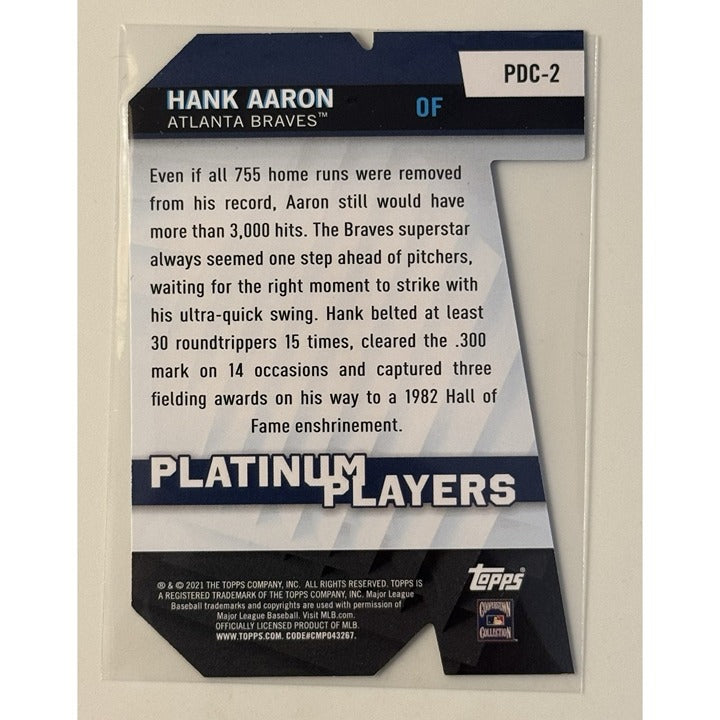 PDC-2
HANK AARON
OF
ATLANTA BRAVES™
Even if all 755 home runs were removed
from his record, Aaron still would have
more than 3,000 hits. The Braves superstar
always seemed one step ahead of pitchers,
waiting for the right moment to strike with
his ultra-quick swing. Hank belted at least
30 roundtrippers 15 times, cleared the .300
mark on 14 occasions and captured three
fielding awards on his way to a 1982 Hall of
Fame enshrinement.
PLATINUM
PLAYERS
topps®
® & © 2021 THE TOPPS COMPANY, INC. ALL RIGHTS RESERVED. TOPPS IS
A REGISTERED TRADEMARK OF THE TOPPS COMPANY, INC. Major League
Baseball trademarks and copyrights are used with permission of
Major League Baseball. Visit MLB.com.
OFFICIALLY LICENSED PRODUCT OF MLB.
WWW.TOPPS.COM. CODE#CMP043267.
COOPERSTOWN
COLLECTION